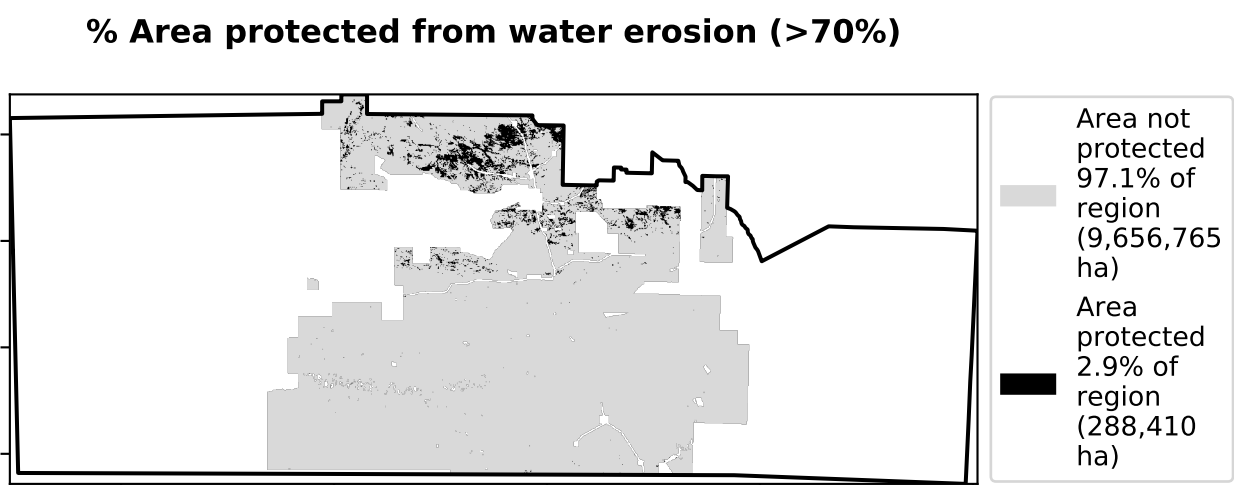 % Area protected from water erosion (>70%)
Area not
protected
97.1% of
region
(9,656,765
ha)
Area
protected
2.9% of
region
(288,410
ha)